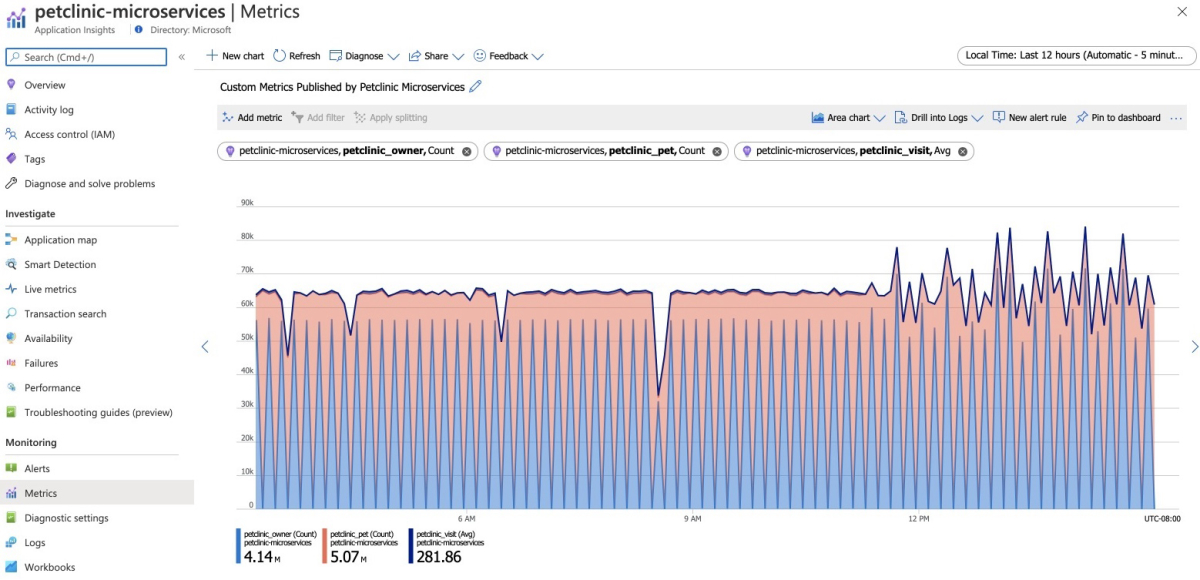 petclinic-microservices | Metrics
Application Insights
Directory: Microsoft
Search (Cmd+/)
Overview
Activity log
Access control (IAM)
Tags
Diagnose and solve problems
Investigate
Application map
Smart Detection
Live metrics
Transaction search
Availability
Failures
Performance
Troubleshooting guides (preview)
Monitoring
Alerts
Metrics
Diagnostic settings
Logs
Workbooks
New chart
Refresh
Diagnose
Share
Feedback
Local Time: Last 12 hours (Automatic - 5 minut...
Custom Metrics Published by Petclinic Microservices
Add metric
Add filter
Apply splitting
Area chart
Drill into Logs
New alert rule
Pin to dashboard
petclinic-microservices, petclinic_owner, Count
petclinic-microservices, petclinic_pet, Count
petclinic-microservices, petclinic_visit, Avg
90k
80k
70k
60k
50k
40k
30k
20k
10k
0
6 AM
9 AM
12 PM
UTC-08:00
petclinic_owner (Count)
petclinic-microservices
4.14 M
petclinic_pet (Count)
petclinic-microservices
5.07 M
petclinic_visit (Avg)
petclinic-microservices
281.86